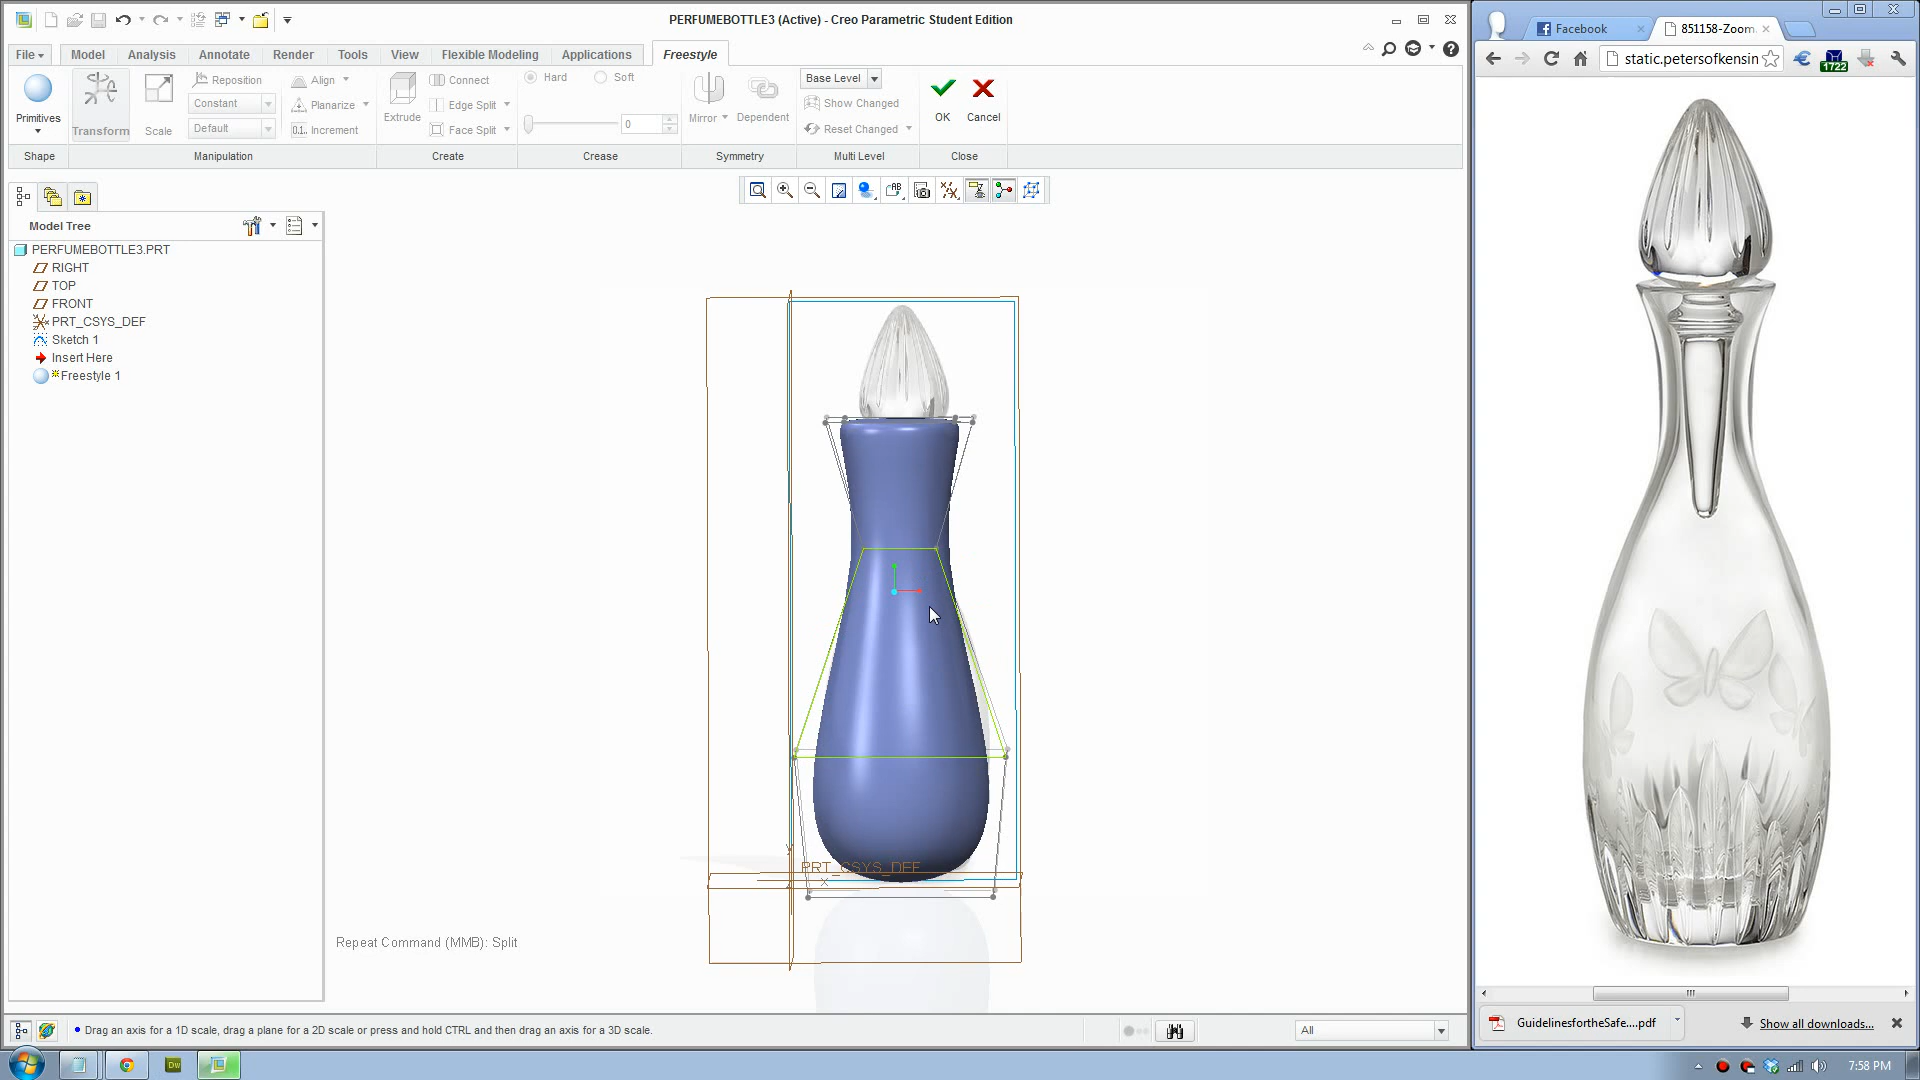 PERFUMEBOTTLE3 (Active) - Creo Parametric Student Edition
File
Model
Analysis
Annotate
Render
Tools
View
Flexible Modeling
Applications
Freestyle
Primitives
Transform
Scale
Reposition
Constant
Default
Align
Planarize
0.1.. Increment
Extrude
Connect
Edge Split
Face Split
Hard
Soft
0
Mirror
Dependent
Base Level
Show Changed
Reset Changed
OK
Cancel
Shape
Manipulation
Create
Crease
Symmetry
Multi Level
Close
Model Tree
PERFUMEBOTTLE3.PRT
RIGHT
TOP
FRONT
PRT_CSYS_DEF
Sketch 1
Insert Here
Freestyle 1
PRT_CSYS_DEF
X
Y
Repeat Command (MMB): Split
Drag an axis for a 1D scale, drag a plane for a 2D scale or press and hold CTRL and then drag an axis for a 3D scale.
All
Facebook
851158-Zoom.
static.petersofkensin
1722
GuidelinesfortheSafe....pdf
Show all downloads...
Dw
7:58 PM